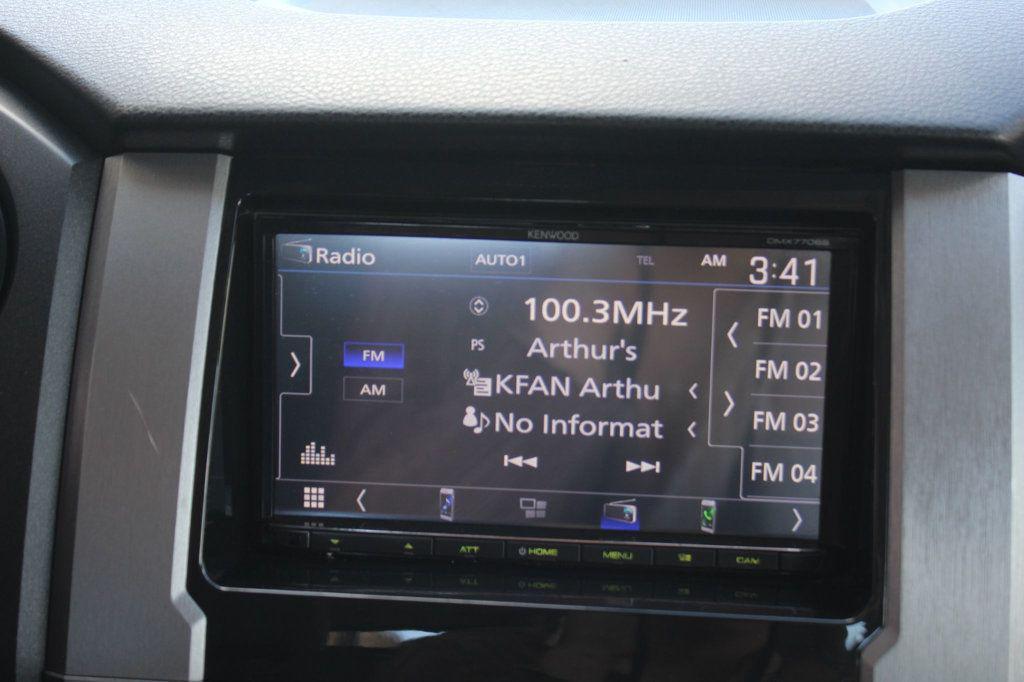 KENWOOD
DMX7706S
Radio
AUTO1
TEL
AM 3:41
100.3MHz
PS Arthur's
KFAN Arthu
No Informat
FM
AM
FM 01
FM 02
FM 03
FM 04
ATT
HOME
MENU
CAM